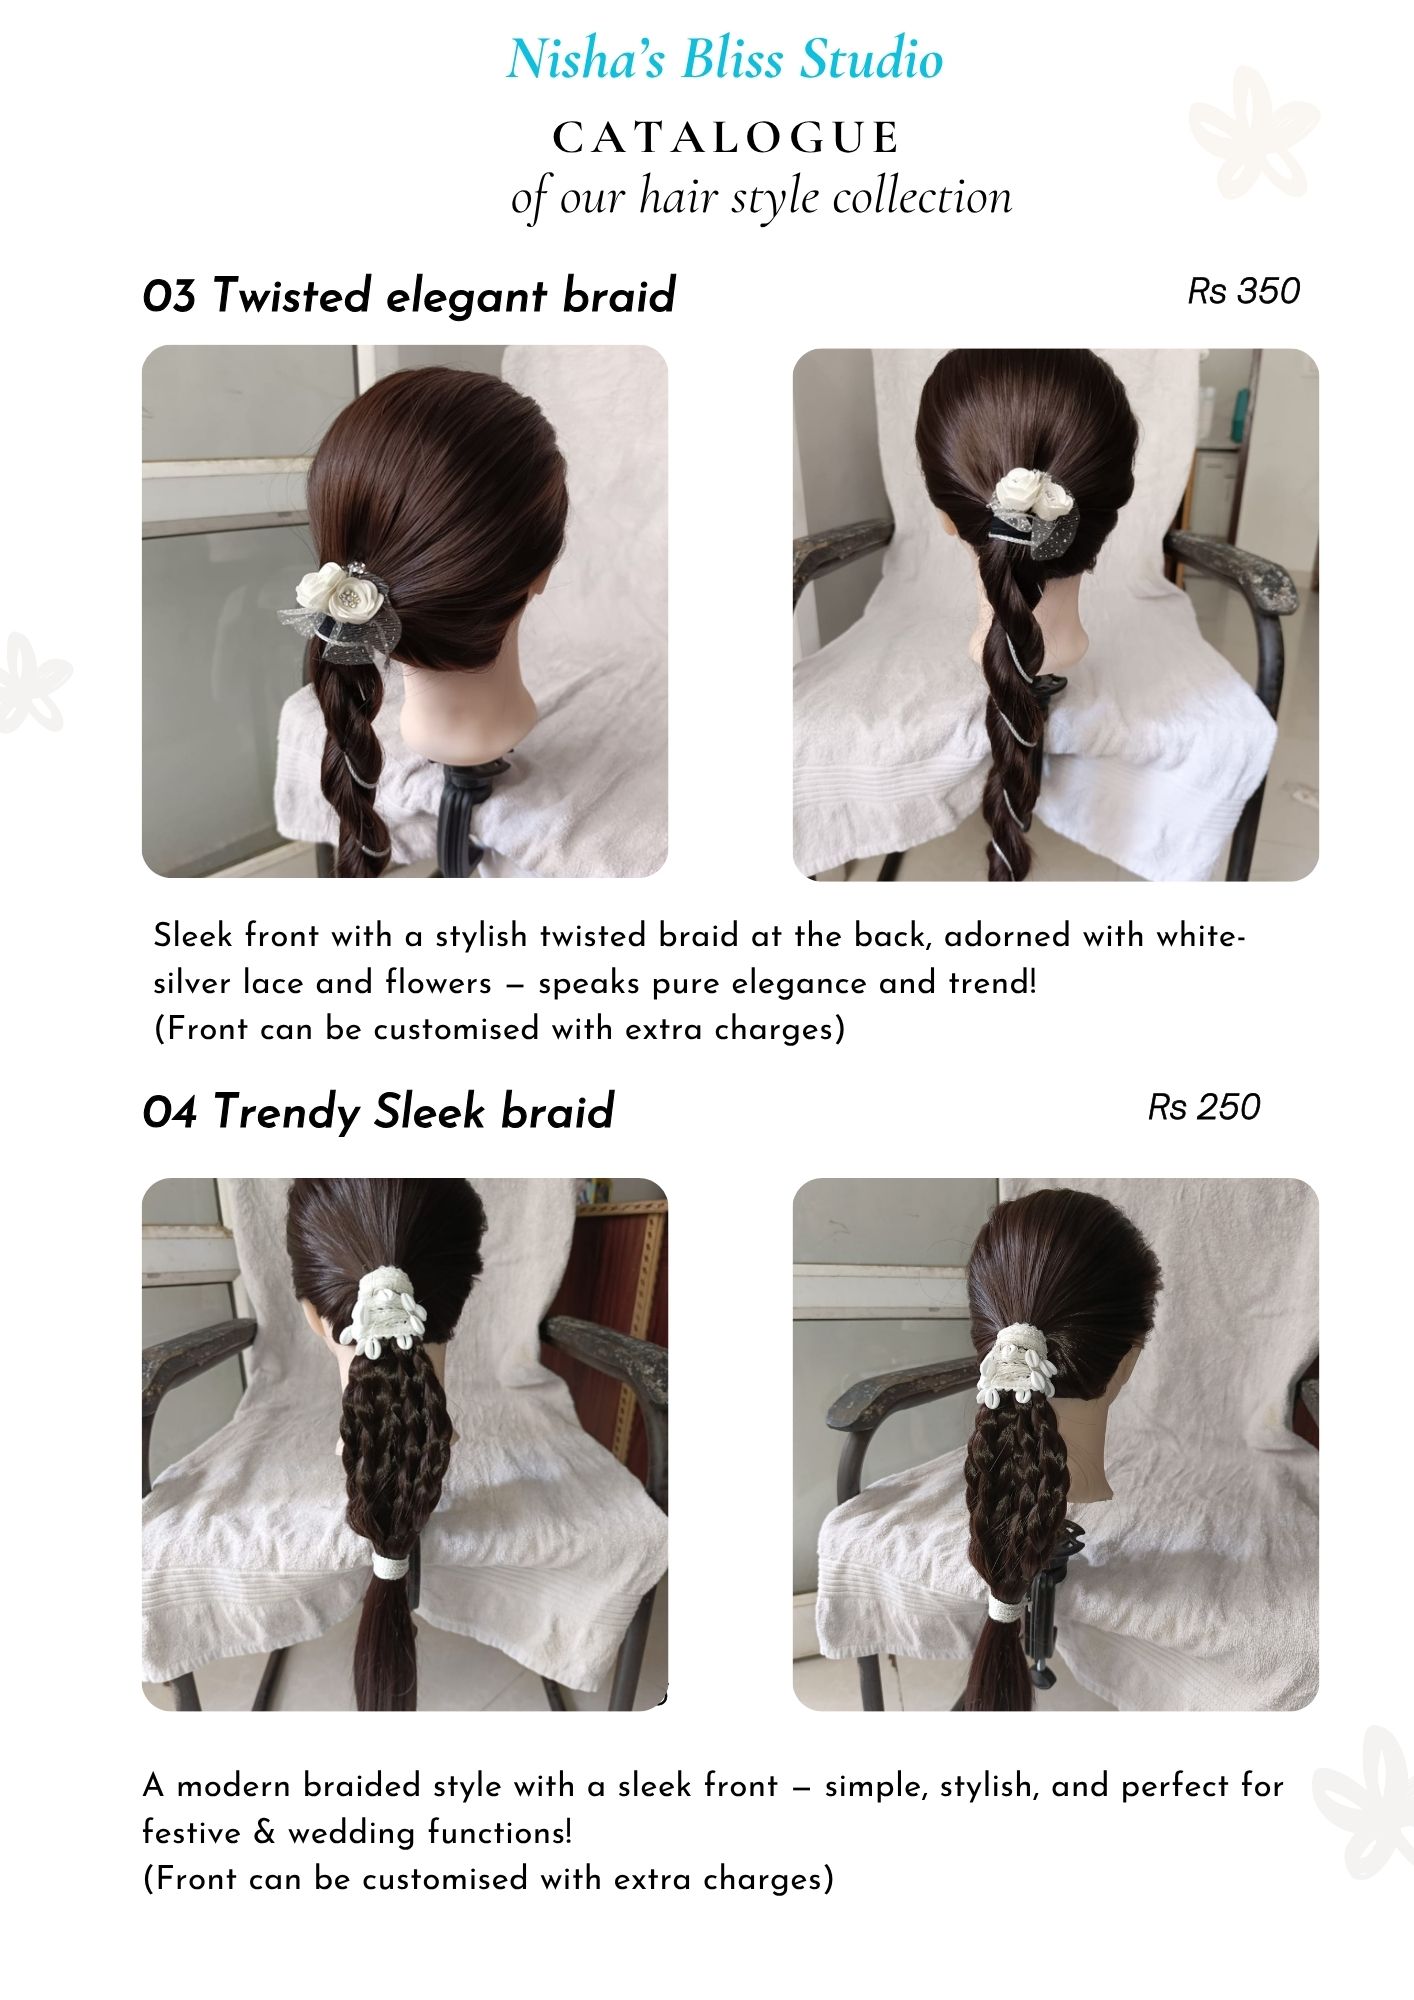 Nisha's Bliss Studio
CATALOGUE
of our hair style collection
03 Twisted elegant braid
Rs 350
Sleek front with a stylish twisted braid at the back, adorned with white-
silver lace and flowers – speaks pure elegance and trend!
(Front can be customised with extra charges)
04 Trendy Sleek braid
Rs 250
A modern braided style with a sleek front – simple, stylish, and perfect for
festive & wedding functions!
(Front can be customised with extra charges)